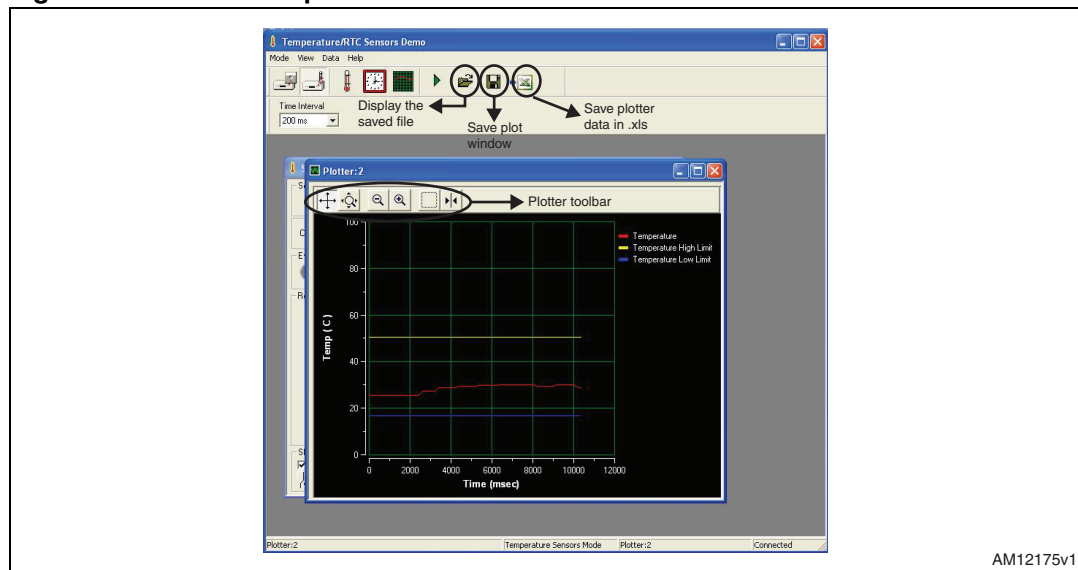 Temperature/RTC Sensors Demo
Mode View Data Help
Time Interval
200 ms
Display the
saved file
Save plot
window
Save plotter
data in .xls
Plotter:2
Plotter toolbar
Temperature
Temperature High Limit
Temperature Low Limit
100
80
60
40
20
0
Temp ( C )
0 2000 4000 6000 8000 10000 12000
Time (msec)
Plotter:2 Temperature Sensors Mode Plotter:2 Connected
AM12175v1